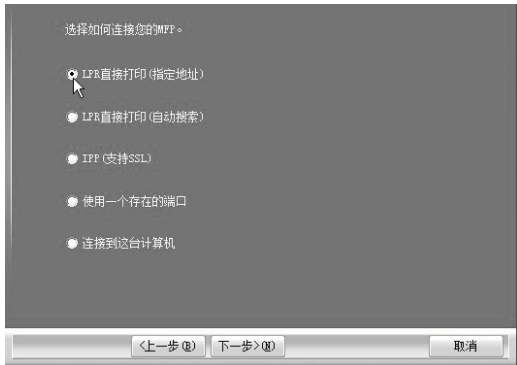 选择如何连接您的MFP。
LPR直接打印(指定地址)
LPR直接打印(自动搜索)
IPP(支持SSL)
使用一个存在的端口
连接到这台计算机
<上一步(B) 下一步>(N) 取消